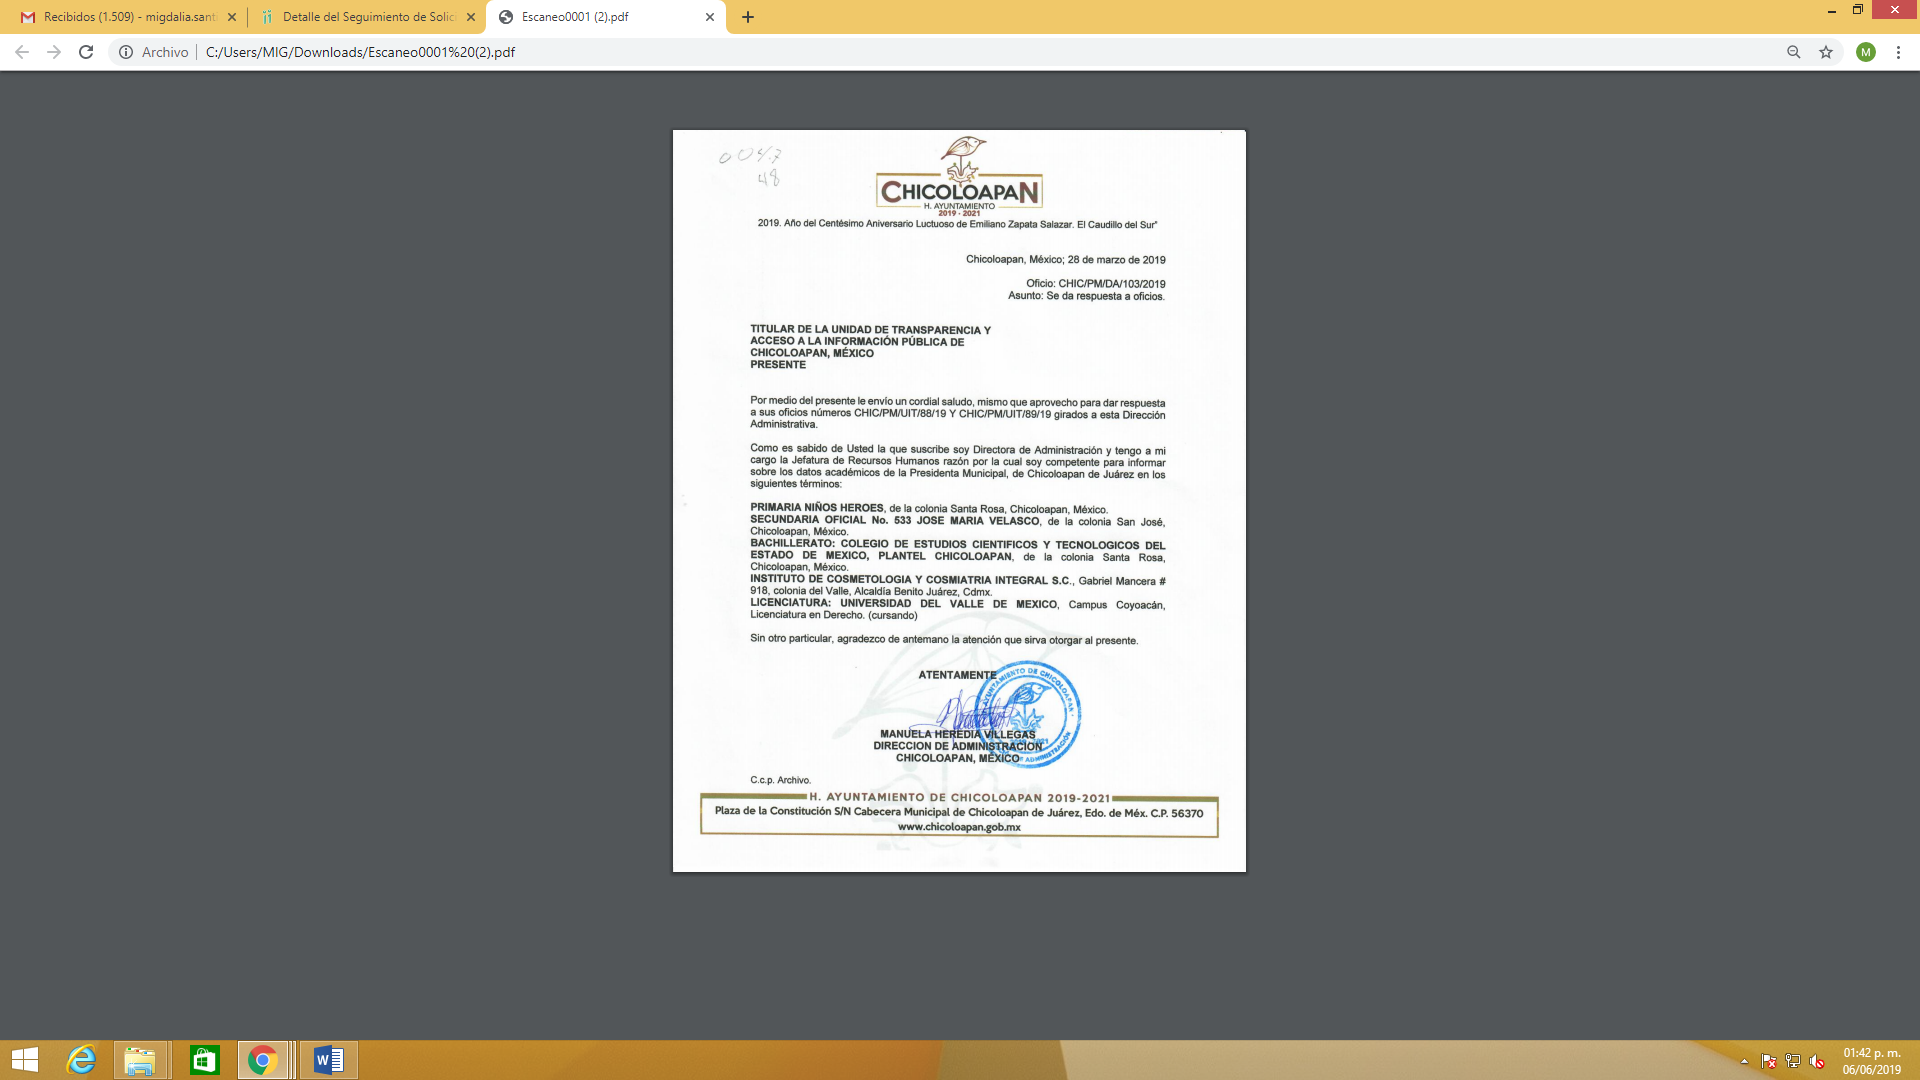 Recibidos (1.509) - migdalia.santi
Detalle del Seguimiento de Solici
Escaneo0001 (2).pdf
Archivo
C:/Users/MIG/Downloads/Escaneo0001%20(2).pdf
M
0047
48
CHICOLOAPAN
H. AYUNTAMIENTO
2019 - 2021
2019. Año del Centésimo Aniversario Luctuoso de Emiliano Zapata Salazar. El Caudillo del Sur"
Chicoloapan, México; 28 de marzo de 2019
Oficio: CHIC/PM/DA/103/2019
Asunto: Se da respuesta a oficios.
TITULAR DE LA UNIDAD DE TRANSPARENCIA Y
ACCESO A LA INFORMACIÓN PÚBLICA DE
CHICOLOAPAN, MÉXICO
PRESENTE
Por medio del presente le envío un cordial saludo, mismo que aprovecho para dar respuesta
a sus oficios números CHIC/PM/UIT/88/19 Y CHIC/PM/UIT/89/19 girados a esta Dirección
Administrativa.
Como es sabido de Usted la que suscribe soy Directora de Administración y tengo a mi
cargo la Jefatura de Recursos Humanos razón por la cual soy competente para informar
sobre los datos académicos de la Presidenta Municipal, de Chicoloapan de Juárez en los
siguientes términos:
PRIMARIA NIÑOS HEROES, de la colonia Santa Rosa, Chicoloapan, México.
SECUNDARIA OFICIAL No. 533 JOSE MARIA VELASCO, de la colonia San José,
Chicoloapan, México.
BACHILLERATO: COLEGIO DE ESTUDIOS CIENTIFICOS Y TECNOLOGICOS DEL
ESTADO DE MEXICO, PLANTEL CHICOLOAPAN, de la colonia Santa Rosa,
Chicoloapan, México.
INSTITUTO DE COSMETOLOGIA Y COSMIATRIA INTEGRAL S.C., Gabriel Mancera #
918, colonia del Valle, Alcaldía Benito Juárez, Cdmx.
LICENCIATURA: UNIVERSIDAD DEL VALLE DE MEXICO, Campus Coyoacán,
Licenciatura en Derecho. (cursando)
Sin otro particular, agradezco de antemano la atención que sirva otorgar al presente.
ATENTAMENTE
AYUNTAMIENTO DE CHICOLOAPAN
2019 - 2021
ADMINISTRACIÓN
MANUELA HEREDIA VILLEGAS
DIRECCION DE ADMINISTRACION
CHICOLOAPAN, MÉXICO
C.c.p. Archivo.
H. AYUNTAMIENTO DE CHICOLOAPAN 2019-2021
Plaza de la Constitución S/N Cabecera Municipal de Chicoloapan de Juárez, Edo. de Méx. C.P. 56370
www.chicoloapan.gob.mx
01:42 p. m.
06/06/2019